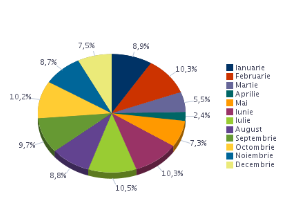 7,5%
8,9%
8,7%
10,3%
10,2%
5,5%
2,4%
9,7%
7,3%
8,8%
10,3%
10,5%
Ianuarie
Februarie
Martie
Aprilie
Mai
Iunie
Iulie
August
Septembrie
Octombrie
Noiembrie
Decembrie